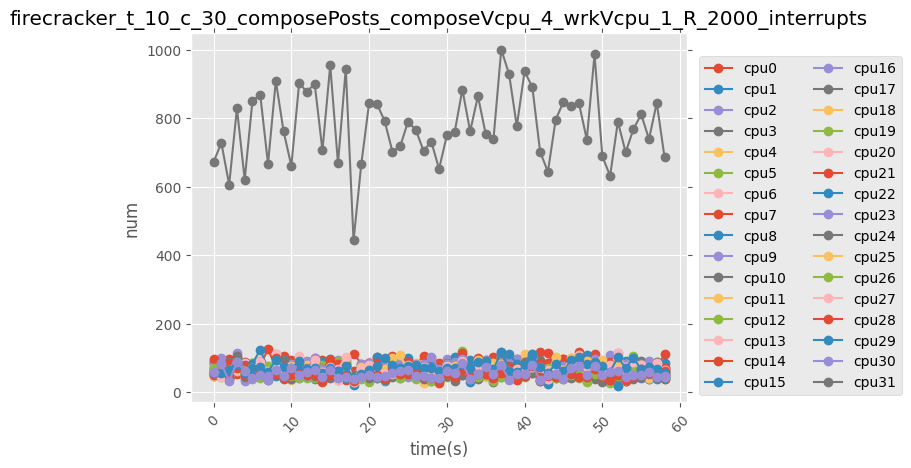 firecracker_t_10_c_30_composePosts_composeVcpu_4_wrkVcpu_1_R_2000_interrupts
num
1000
800
600
400
200
0
0
10
20
30
40
50
60
time(s)
cpu0
cpu1
cpu2
cpu3
cpu4
cpu5
cpu6
cpu7
cpu8
cpu9
cpu10
cpu11
cpu12
cpu13
cpu14
cpu15
cpu16
cpu17
cpu18
cpu19
cpu20
cpu21
cpu22
cpu23
cpu24
cpu25
cpu26
cpu27
cpu28
cpu29
cpu30
cpu31